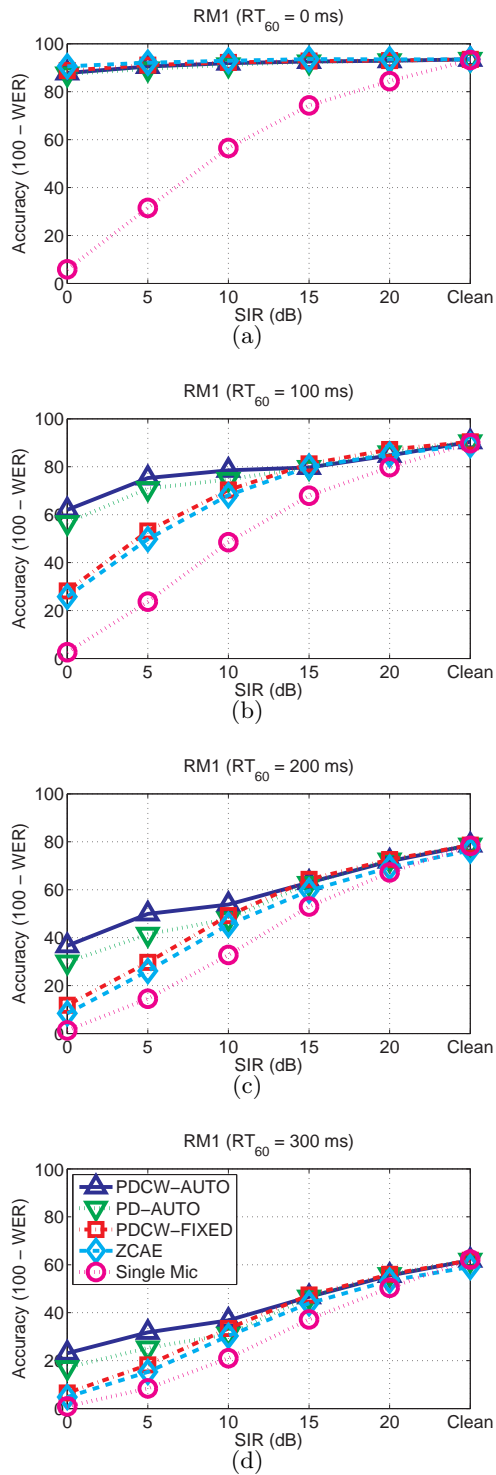 RM1 (RT60 = 0 ms)
100
80
60
40
20
0
Accuracy (100 − WER)
0 5 10 15 20 Clean
SIR (dB)
(a)
RM1 (RT60 = 100 ms)
100
80
60
40
20
0
Accuracy (100 − WER)
0 5 10 15 20 Clean
SIR (dB)
(b)
RM1 (RT60 = 200 ms)
100
80
60
40
20
0
Accuracy (100 − WER)
0 5 10 15 20 Clean
SIR (dB)
(c)
RM1 (RT60 = 300 ms)
100
80
60
40
20
0
Accuracy (100 − WER)
PDCW−AUTO
PD−AUTO
PDCW−FIXED
ZCAE
Single Mic
0 5 10 15 20 Clean
SIR (dB)
(d)